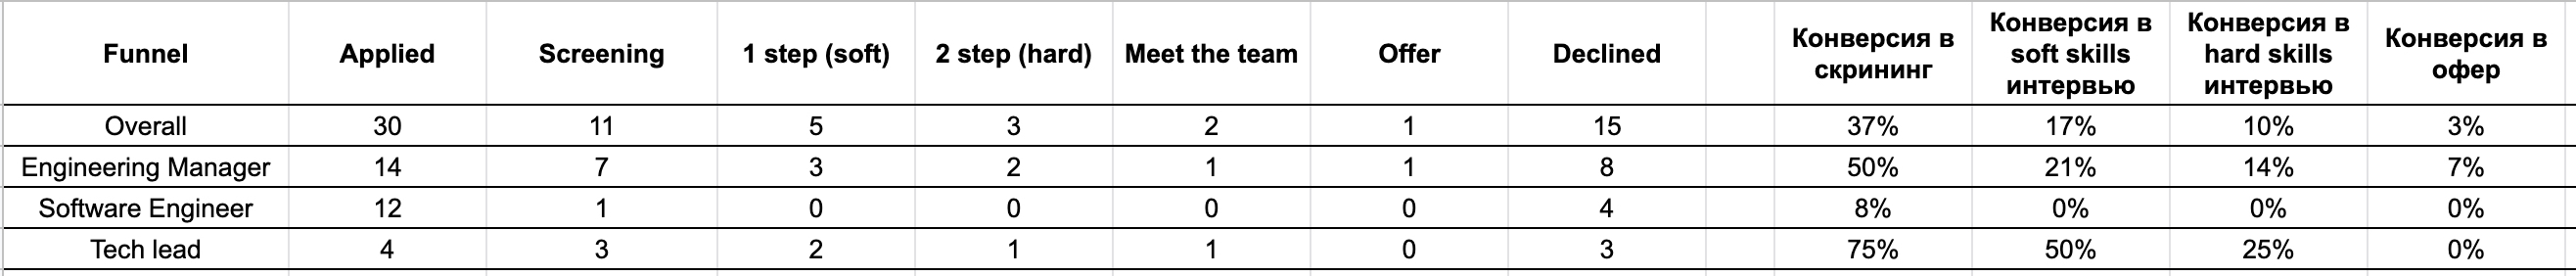 Funnel Applied Screening 1 step (soft) 2 step (hard) Meet the team Offer Declined Конверсия в скрининг Конверсия в soft skills интервью Конверсия в hard skills интервью Конверсия в офер
Overall 30 11 5 3 2 1 15 37% 17% 10% 3%
Engineering Manager 14 7 3 2 1 1 8 50% 21% 14% 7%
Software Engineer 12 1 0 0 0 0 4 8% 0% 0% 0%
Tech lead 4 3 2 1 1 0 3 75% 50% 25% 0%